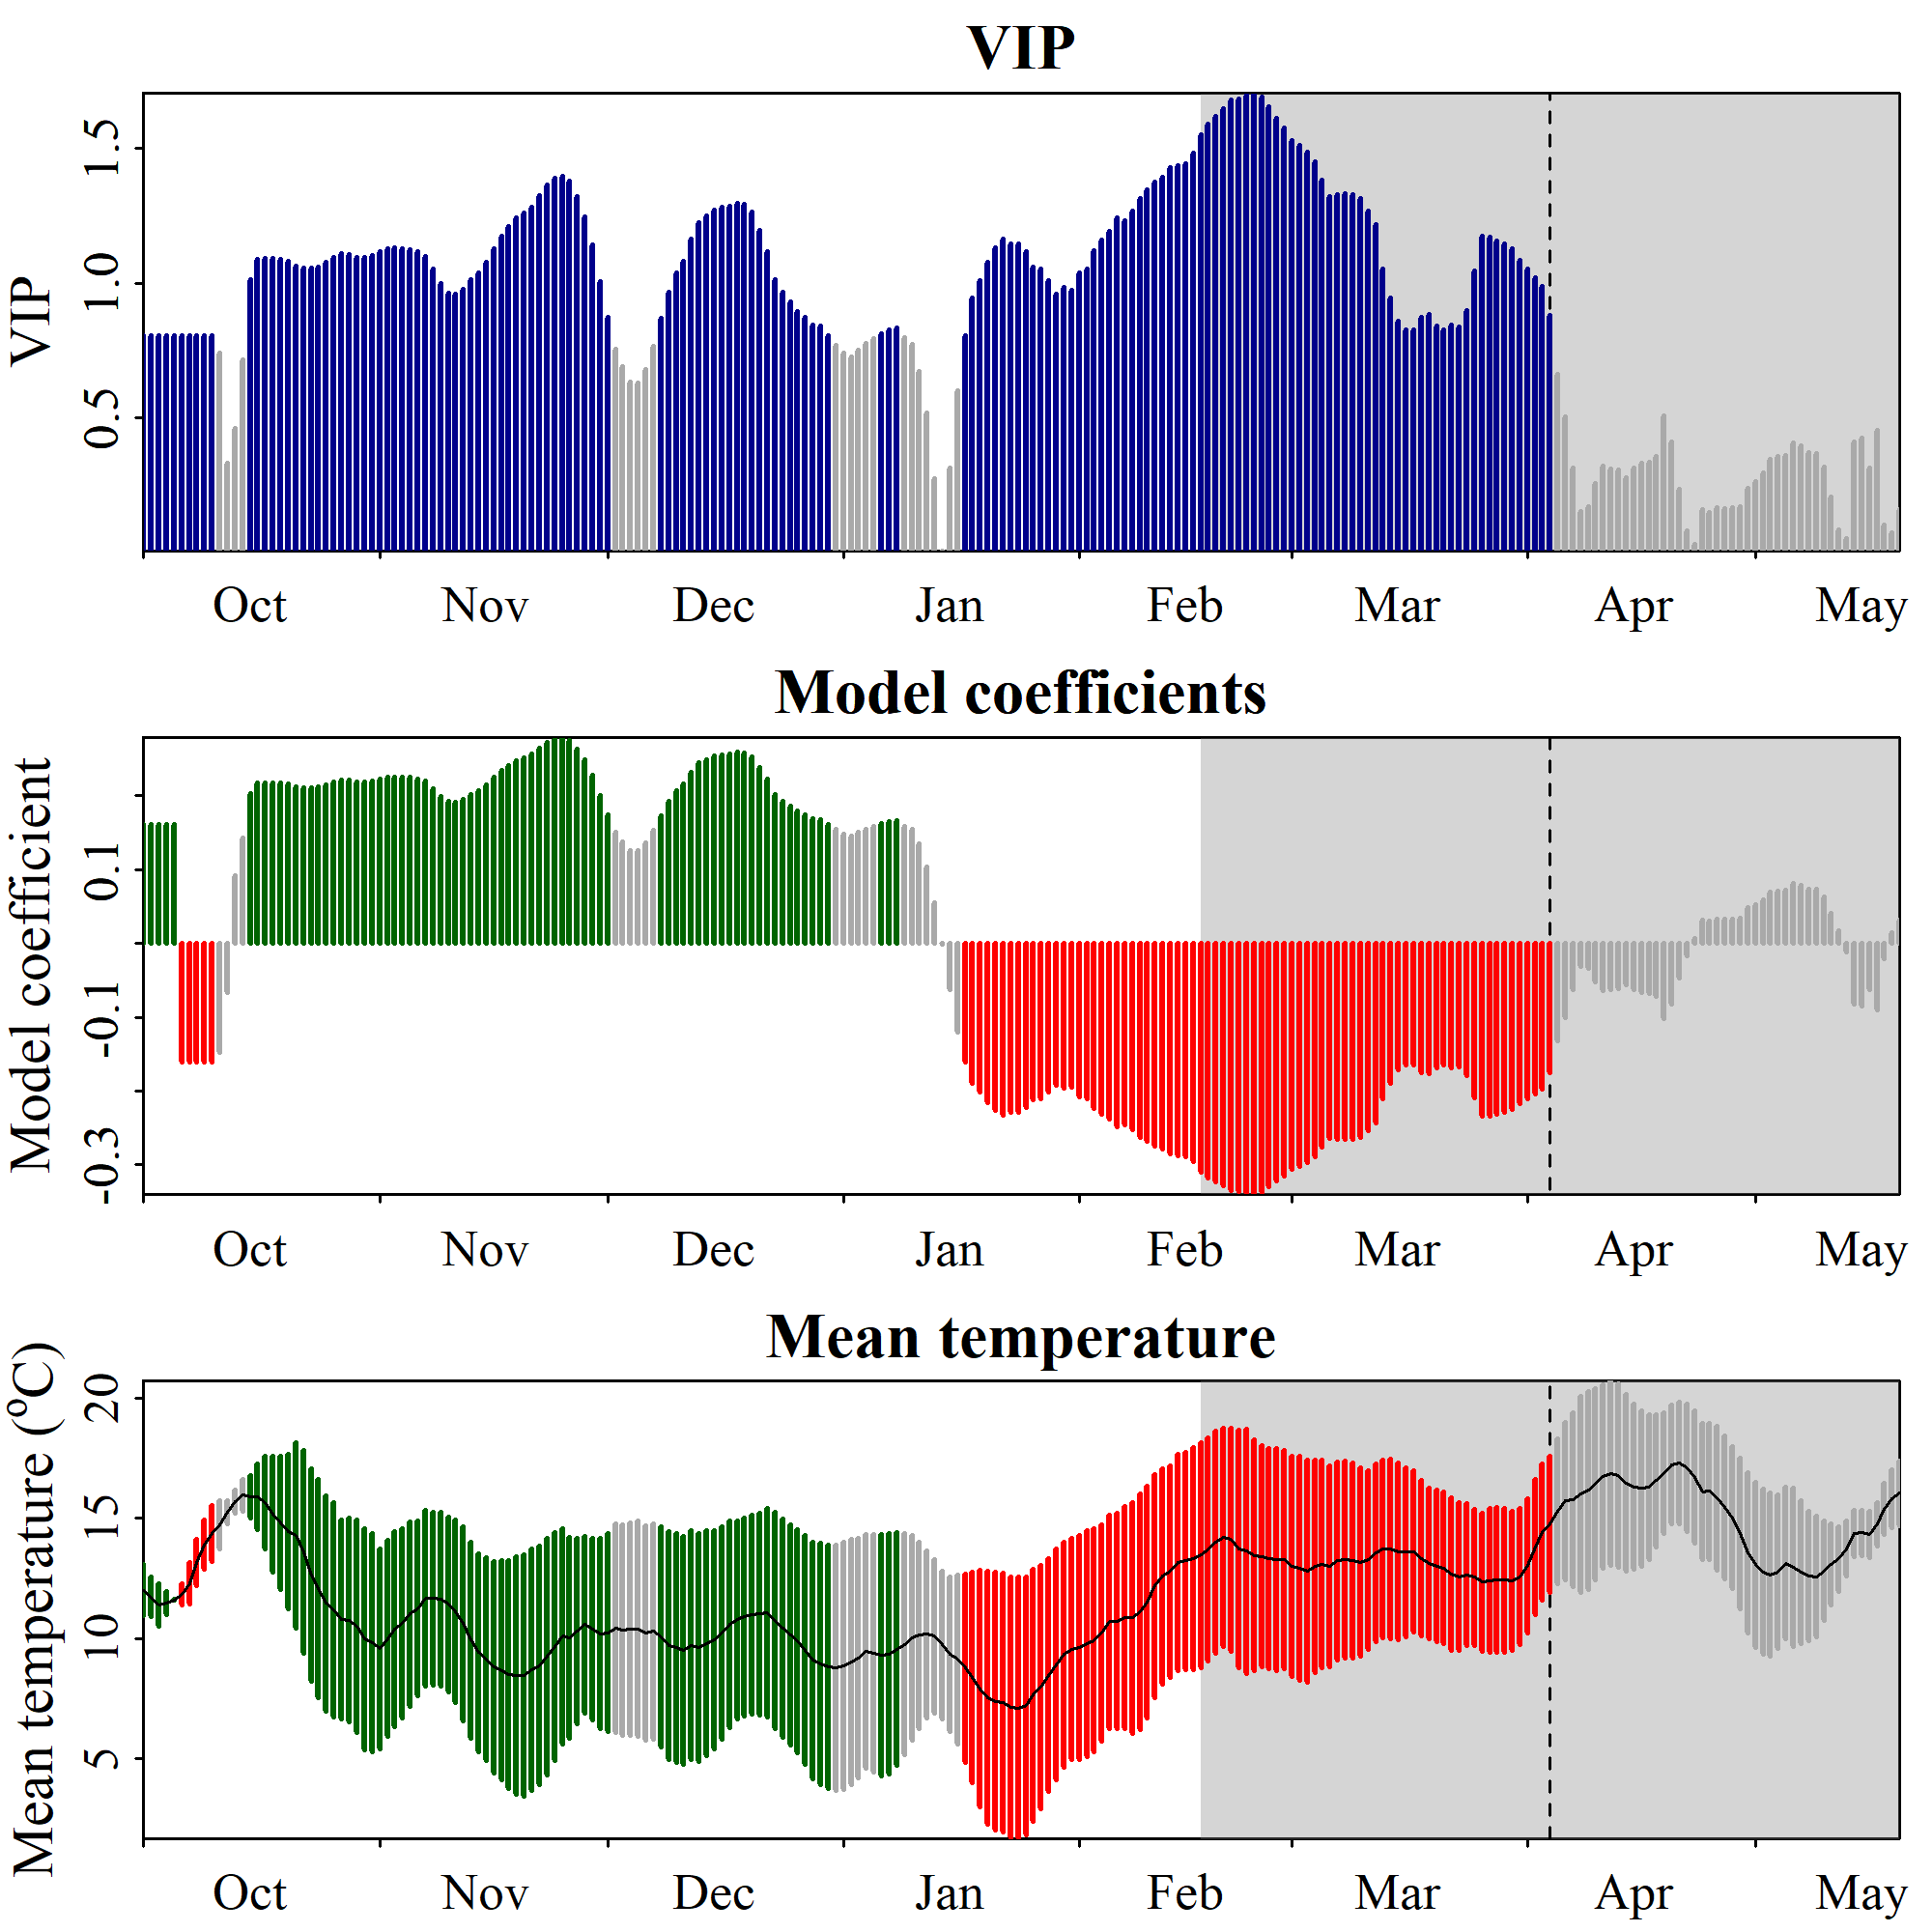 VIP
VIP
1.5
1.0
0.5
Oct Nov Dec Jan Feb Mar Apr May
Model coefficients
Model coefficient
0.1
-0.1
-0.3
Oct Nov Dec Jan Feb Mar Apr May
Mean temperature
Mean temperature (ºC)
20
15
10
5
Oct Nov Dec Jan Feb Mar Apr May